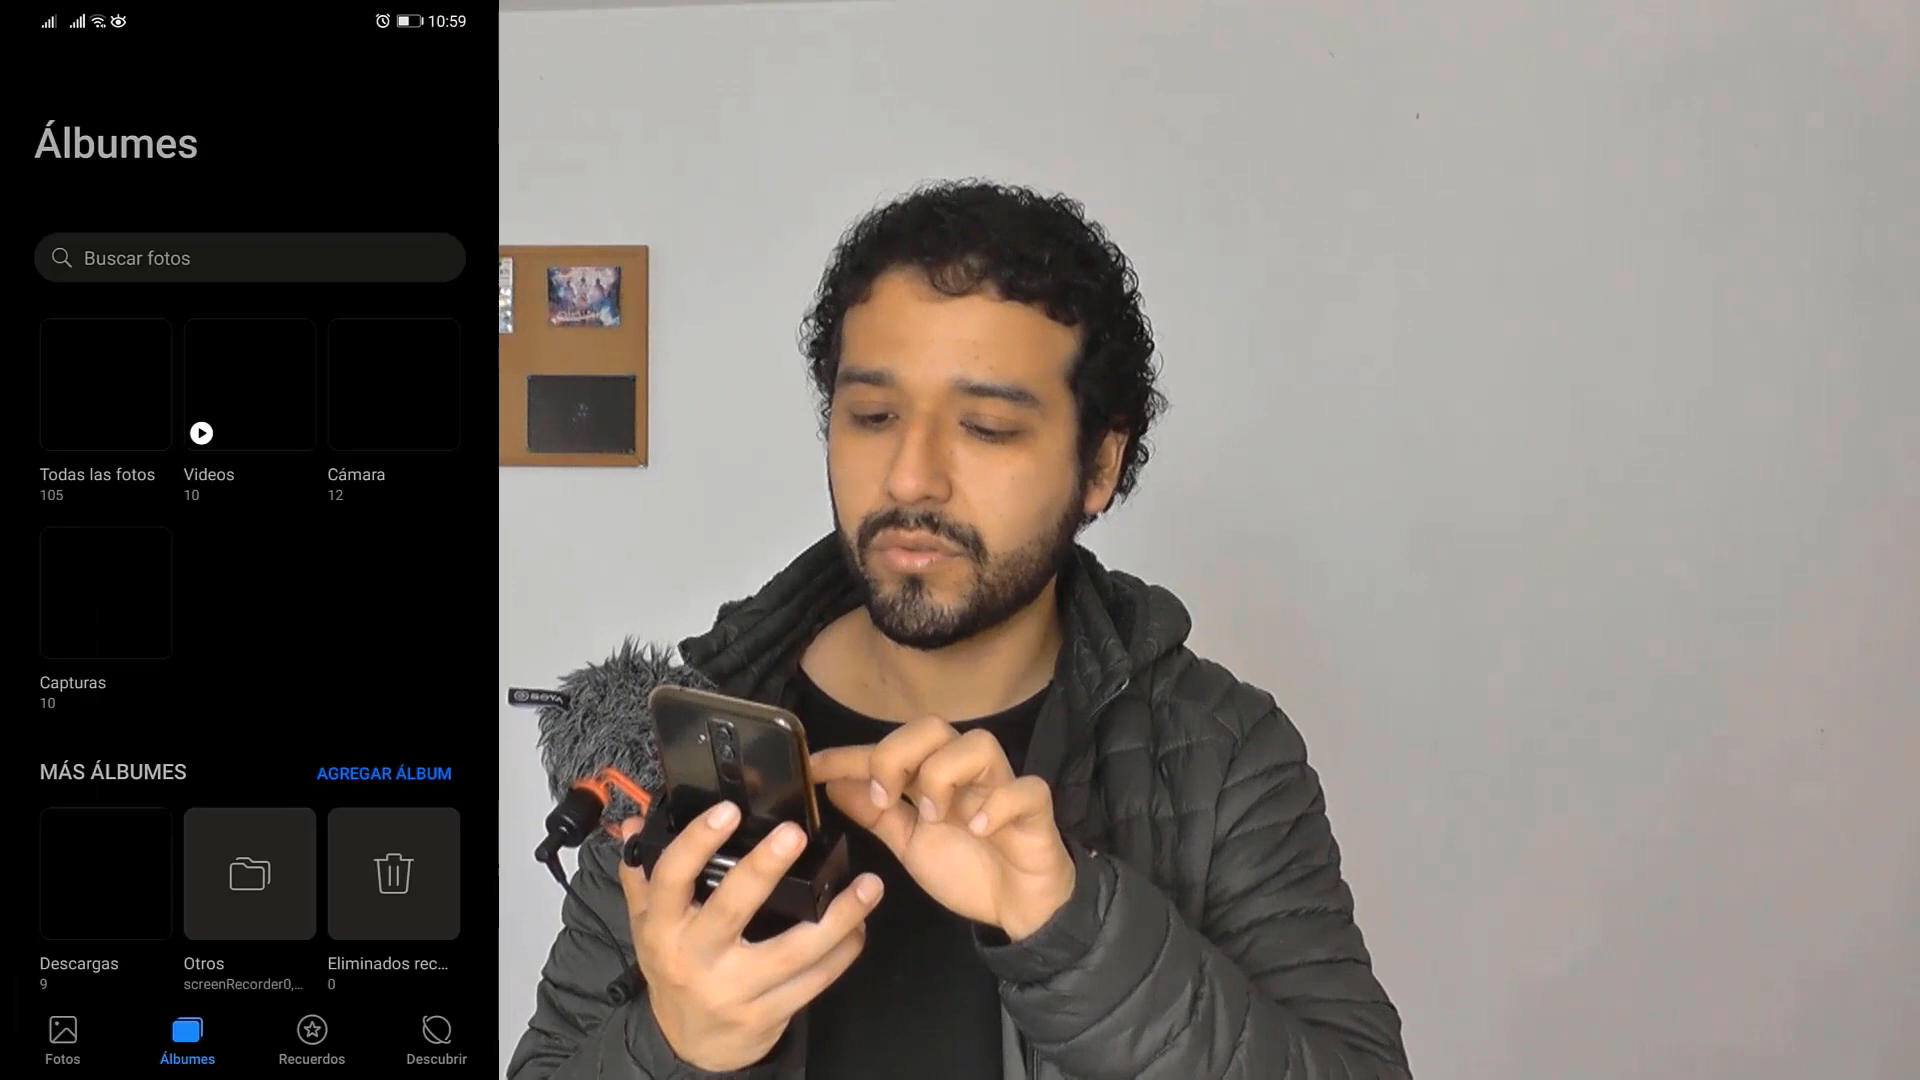 10:59
Álbumes
Buscar fotos
Todas las fotos
105
Videos
10
Cámara
12
Capturas
10
MÁS ÁLBUMES
AGREGAR ÁLBUM
Descargas
9
Otros
screenRecorder0,...
Eliminados rec...
0
Fotos
Álbumes
Recuerdos
Descubrir
BOYA